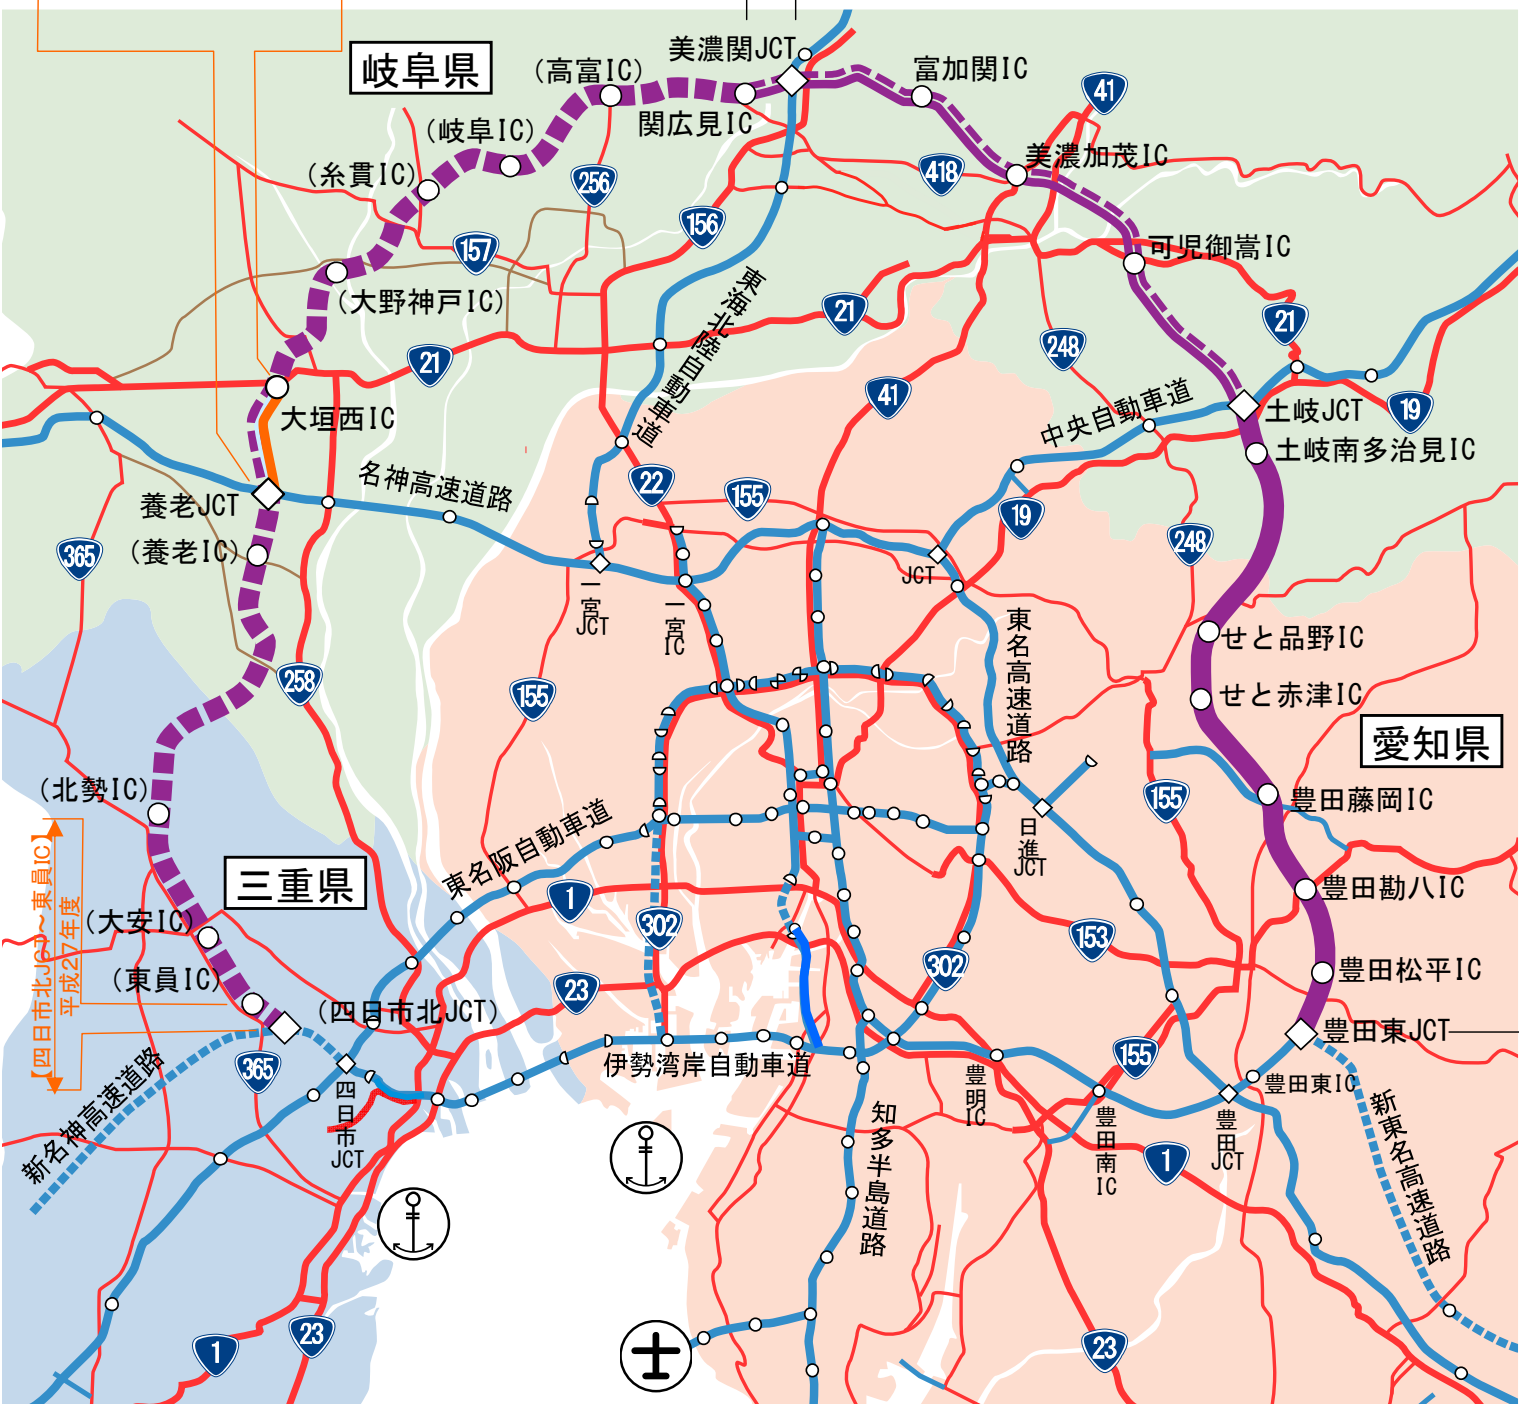 岐阜県
(高富IC)
美濃関JCT
富加関IC
41
関広見IC
(岐阜IC)
美濃加茂IC
(糸貫IC)
256
418
156
157
可児御嵩IC
(大野神戸IC)
東海北陸自動車道
21
21
21
248
41
大垣西IC
中央自動車道
土岐JCT
19
土岐南多治見IC
名神高速道路
22
155
養老JCT
19
(養老IC)
365
248
JCT
一宮JCT
一宮IC
東名高速道路
せと品野IC
258
155
せと赤津IC
愛知県
(北勢IC)
155
豊田藤岡IC
東名阪自動車道
日進JCT
三重県
1
豊田勘八IC
(大安IC)
302
153
302
豊田松平IC
(東員IC)
23
(四日市北JCT)
豊田東JCT
【四日市北JCT～東員IC】
平成27年度
365
伊勢湾岸自動車道
155
豊明IC
豊田東IC
新名神高速道路
四日市JCT
知多半島道路
豊田南IC
豊田JCT
新東名高速道路
1
1
23
23